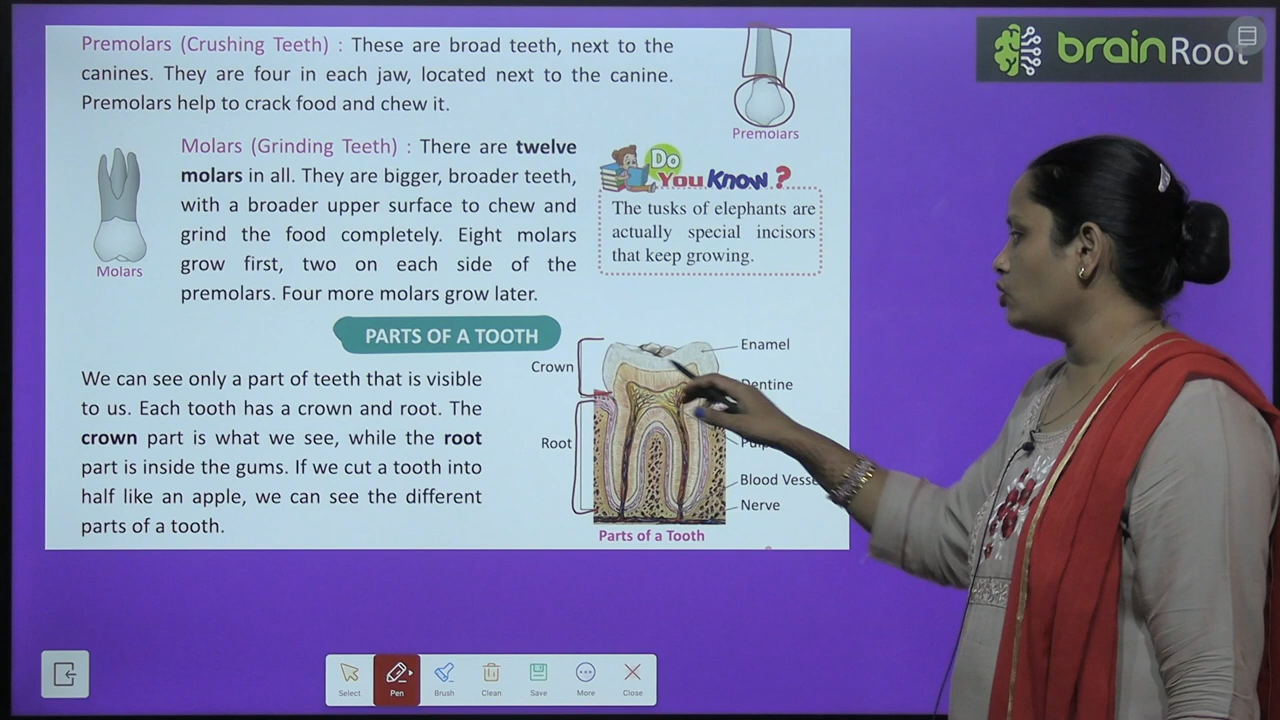 Premolars (Crushing Teeth) : These are broad teeth, next to the
canines. They are four in each jaw, located next to the canine.
Premolars help to crack food and chew it.
Premolars
brainRoot
Molars (Grinding Teeth) : There are twelve
molars in all. They are bigger, broader teeth,
with a broader upper surface to chew and
grind the food completely. Eight molars
grow first, two on each side of the
premolars. Four more molars grow later.
Molars
Do
You Know ?
The tusks of elephants are
actually special incisors
that keep growing.
PARTS OF A TOOTH
We can see only a part of teeth that is visible
to us. Each tooth has a crown and root. The
crown part is what we see, while the root
part is inside the gums. If we cut a tooth into
half like an apple, we can see the different
parts of a tooth.
Crown
Root
Enamel
Dentine
Blood
Nerve
Parts of a Tooth
Select
Pen
Brush
Clean
Save
More
Close